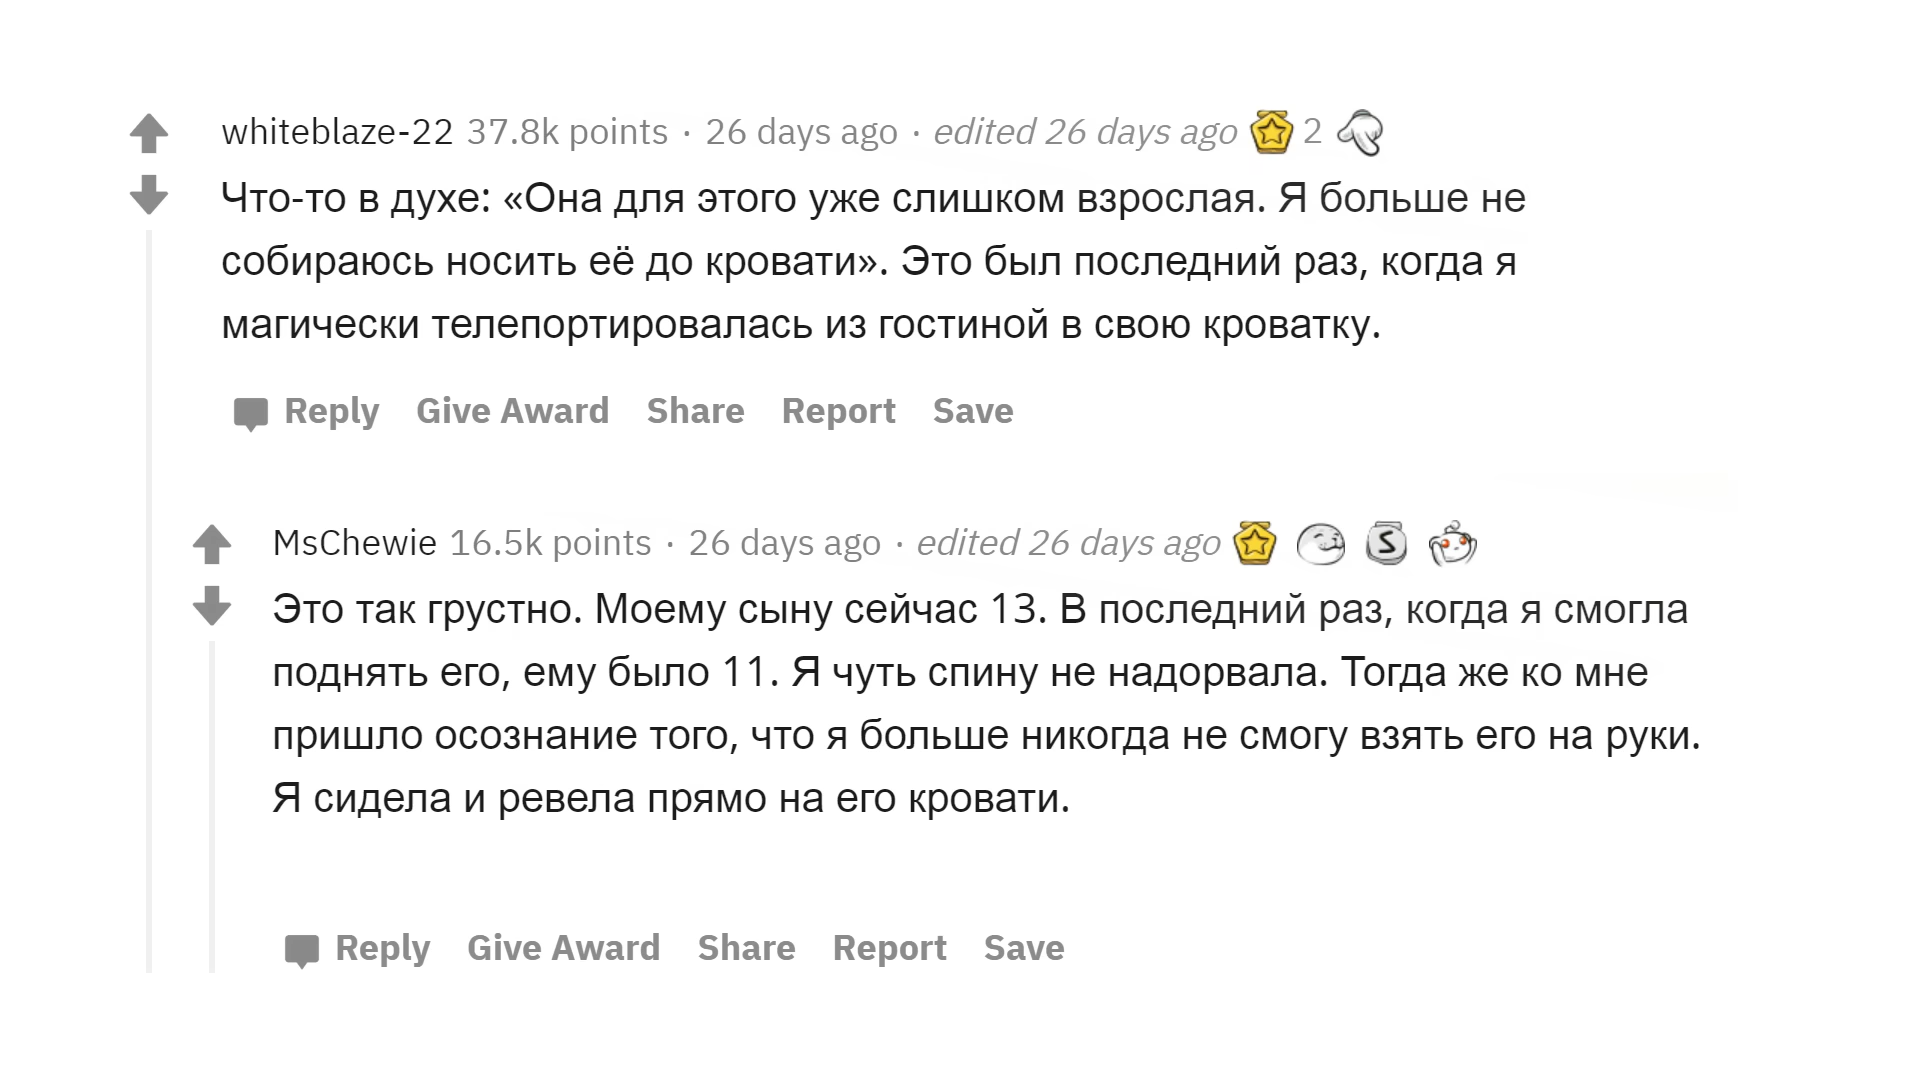 whiteblaze-22 37.8k points · 26 days ago · edited 26 days ago 2
Что-то в духе: «Она для этого уже слишком взрослая. Я больше не
собираюсь носить её до кровати». Это был последний раз, когда я
магически телепортировалась из гостиной в свою кроватку.
Reply Give Award Share Report Save
MsChewie 16.5k points · 26 days ago · edited 26 days ago S
Это так грустно. Моему сыну сейчас 13. В последний раз, когда я смогла
поднять его, ему было 11. Я чуть спину не надорвала. Тогда же ко мне
пришло осознание того, что я больше никогда не смогу взять его на руки.
Я сидела и ревела прямо на его кровати.
Reply Give Award Share Report Save